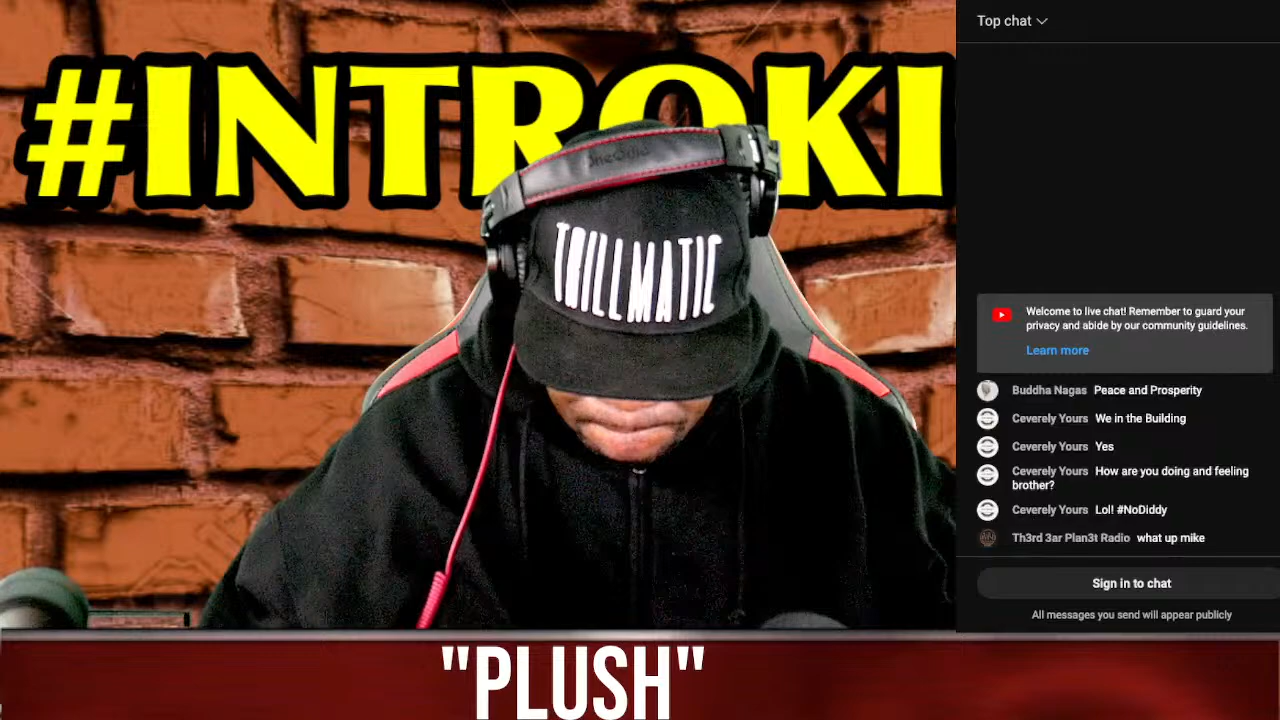 #INTROKI
OneOdio
TRILLMATIC
"PLUSH"
Top chat
Welcome to live chat! Remember to guard your
privacy and abide by our community guidelines.
Learn more
Buddha Nagas Peace and Prosperity
Ceverely Yours We in the Building
Ceverely Yours Yes
Ceverely Yours How are you doing and feeling
brother?
Ceverely Yours Lol! #NoDiddy
Th3rd 3ar Plan3t Radio what up mike
Sign in to chat
All messages you send will appear publicly